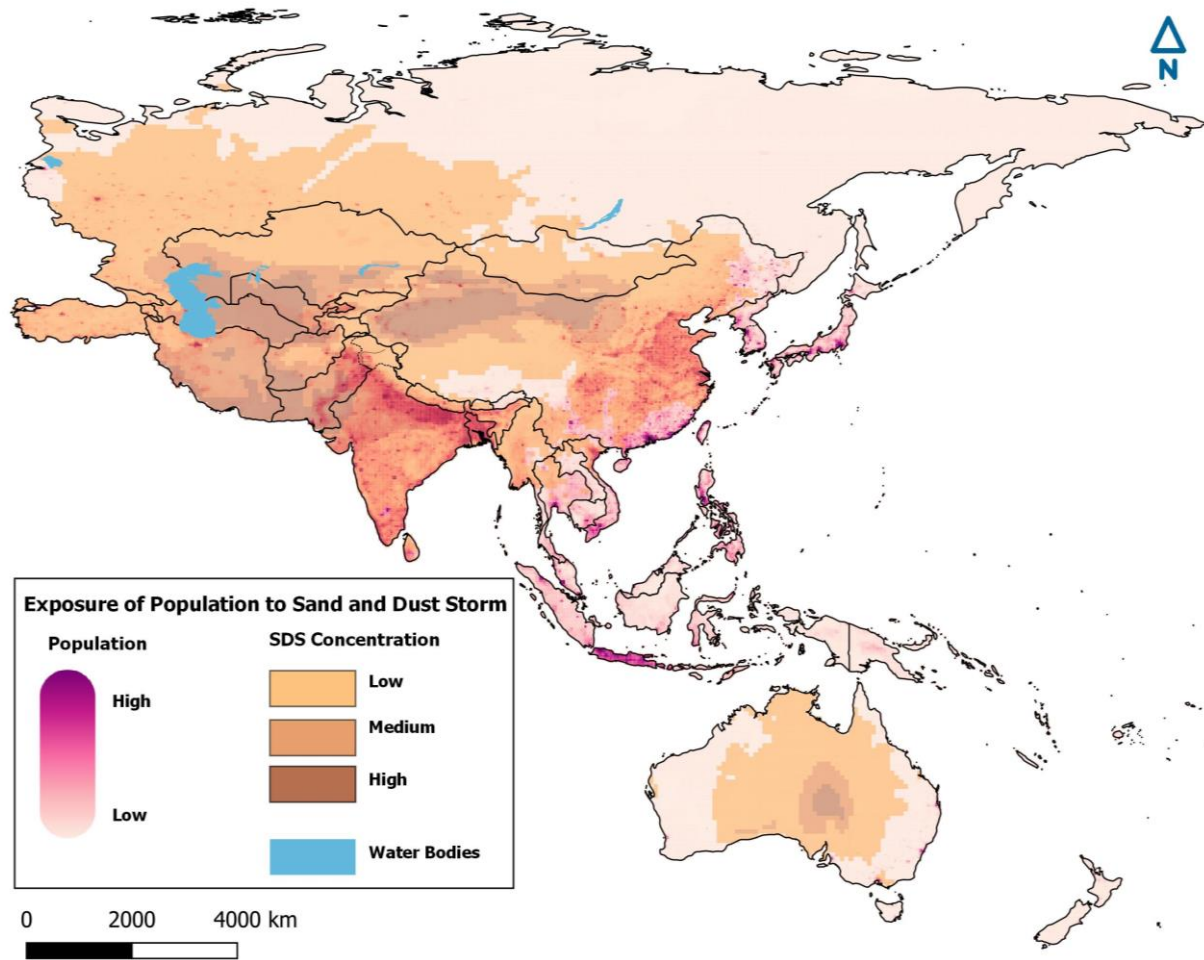 N
Exposure of Population to Sand and Dust Storm
Population
SDS Concentration
High
Low
Low
Medium
High
Water Bodies
0 2000 4000 km